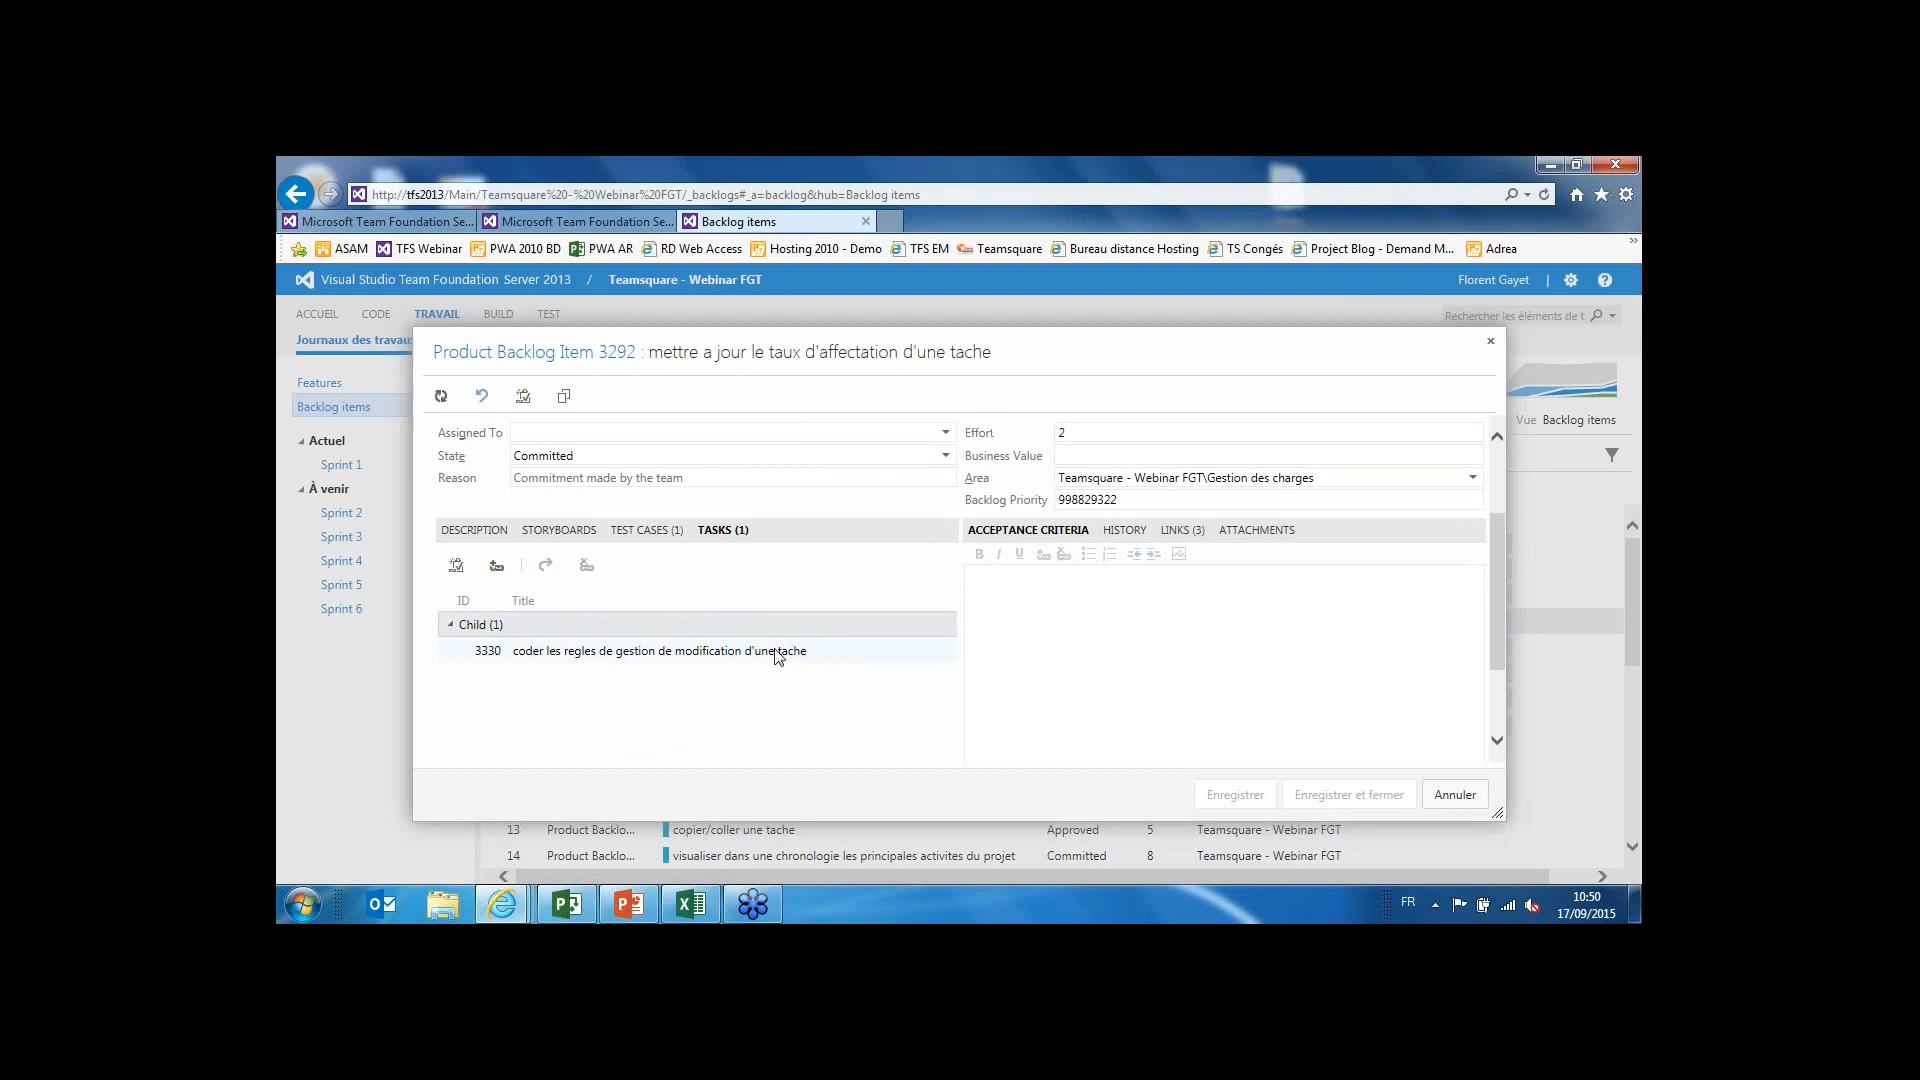 http://tfs2013/Main/Teamsquare%20-%20Webinar%20FGT/_backlogs#_a=backlog&hub=Backlog items
Microsoft Team Foundation Se... Microsoft Team Foundation Se... Backlog items
ASAM TFS Webinar PWA 2010 BD PWA AR RD Web Access Hosting 2010 - Demo TFS EM Teamsquare Bureau distance Hosting TS Congés Project Blog - Demand M... Adrea
Visual Studio Team Foundation Server 2013 / Teamsquare - Webinar FGT Florent Gayet |
ACCUEIL CODE TRAVAIL BUILD TEST Rechercher les éléments de t
Journaux des travau
Product Backlog Item 3292 : mettre a jour le taux d'affectation d'une tache
Features
Backlog items
Vue Backlog items
Actuel
Sprint 1
À venir
Sprint 2
Sprint 3
Sprint 4
Sprint 5
Sprint 6
Assigned To Effort 2
State Committed Business Value
Reason Commitment made by the team Area Teamsquare - Webinar FGT\Gestion des charges
Backlog Priority 998829322
DESCRIPTION STORYBOARDS TEST CASES (1) TASKS (1) ACCEPTANCE CRITERIA HISTORY LINKS (3) ATTACHMENTS
B I U
ID Title
Child (1)
3330 coder les regles de gestion de modification d'une tache
Enregistrer Enregistrer et fermer Annuler
13 Product Backlo... copier/coller une tache Approved 5 Teamsquare - Webinar FGT
14 Product Backlo... visualiser dans une chronologie les principales activites du projet Committed 8 Teamsquare - Webinar FGT
FR 10:50
17/09/2015